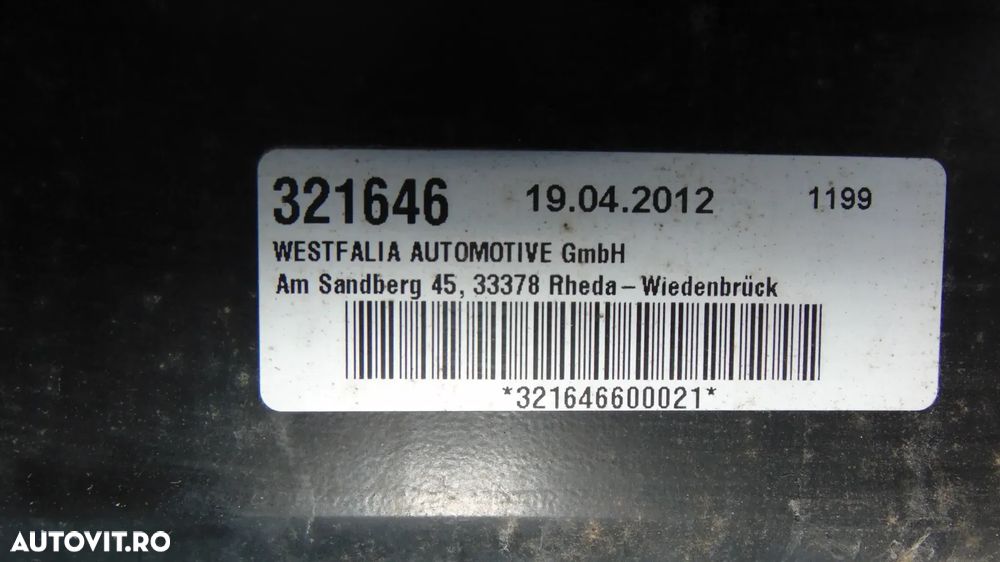 321646 19.04.2012 1199
WESTFALIA AUTOMOTIVE GmbH
Am Sandberg 45, 33378 Rheda-Wiedenbrück
*321646600021*
AUTOVIT.RO